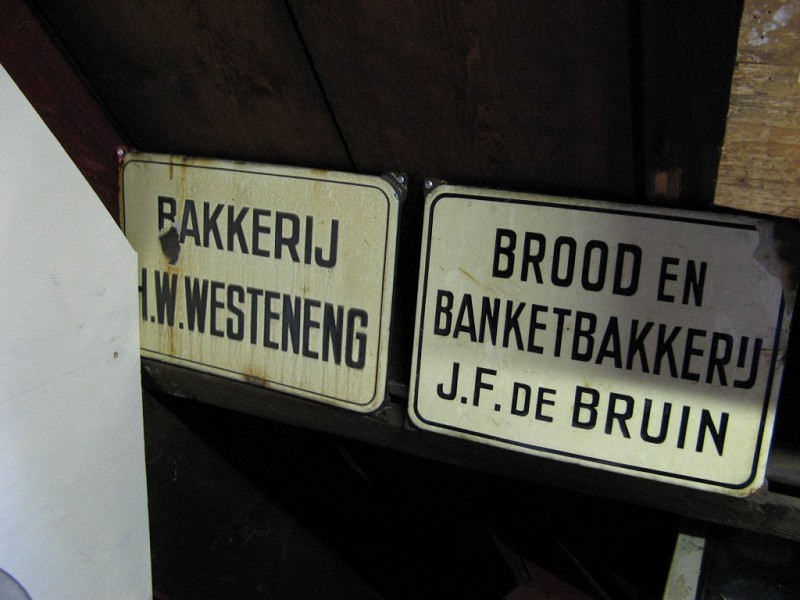 BAKKERIJ
H.W.WESTENENG
BROOD EN
BANKETBAKKERIJ
J.F. DE BRUIN